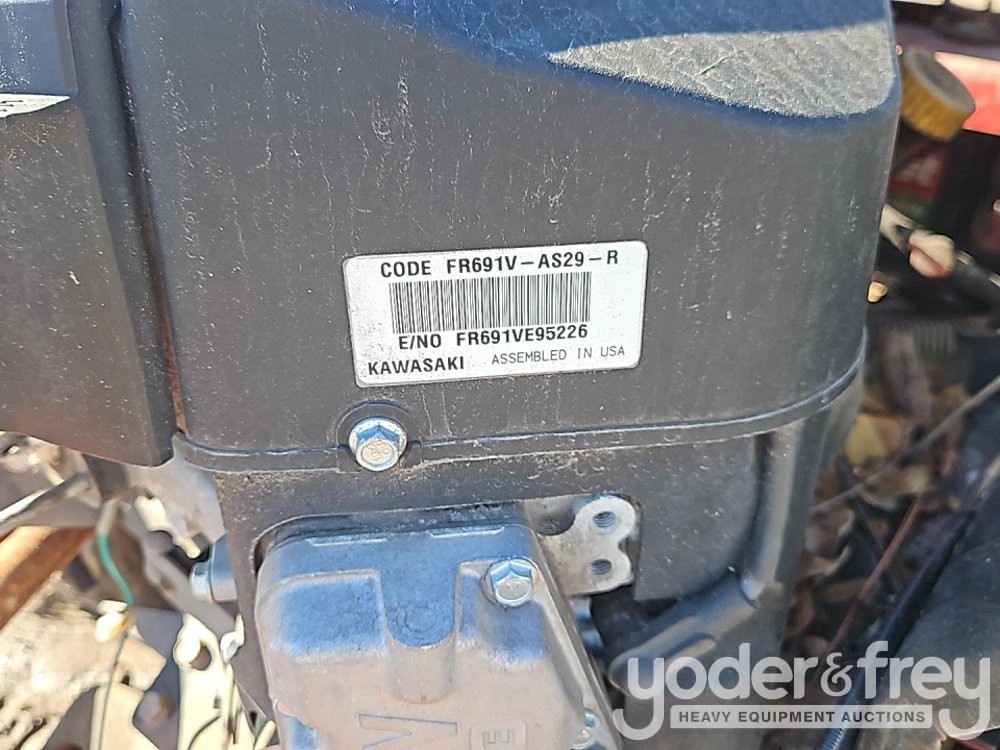 CODE FR691V-AS29-R
E/NO FR691VE95226
KAWASAKI ASSEMBLED IN USA
V
E
yoder&frey
HEAVY EQUIPMENT AUCTIONS